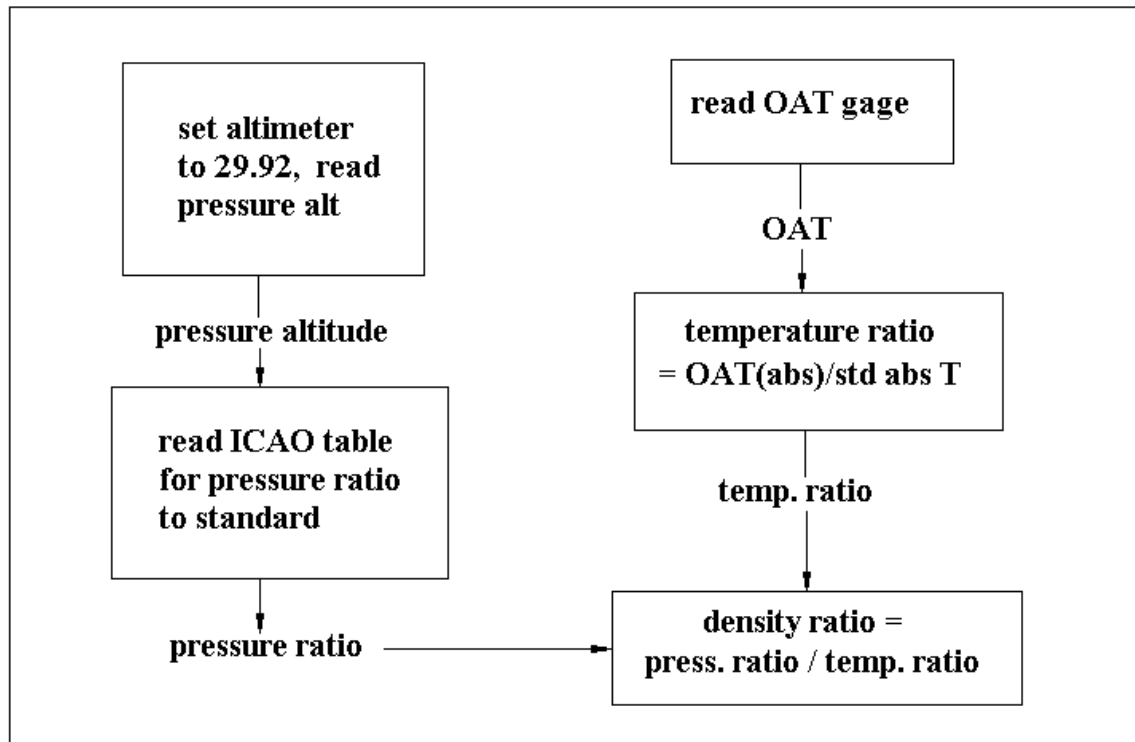 set altimeter
to 29.92, read
pressure alt
pressure altitude
read ICAO table
for pressure ratio
to standard
pressure ratio
read OAT gage
OAT
temperature ratio
= OAT(abs)/std abs T
temp. ratio
density ratio =
press. ratio / temp. ratio